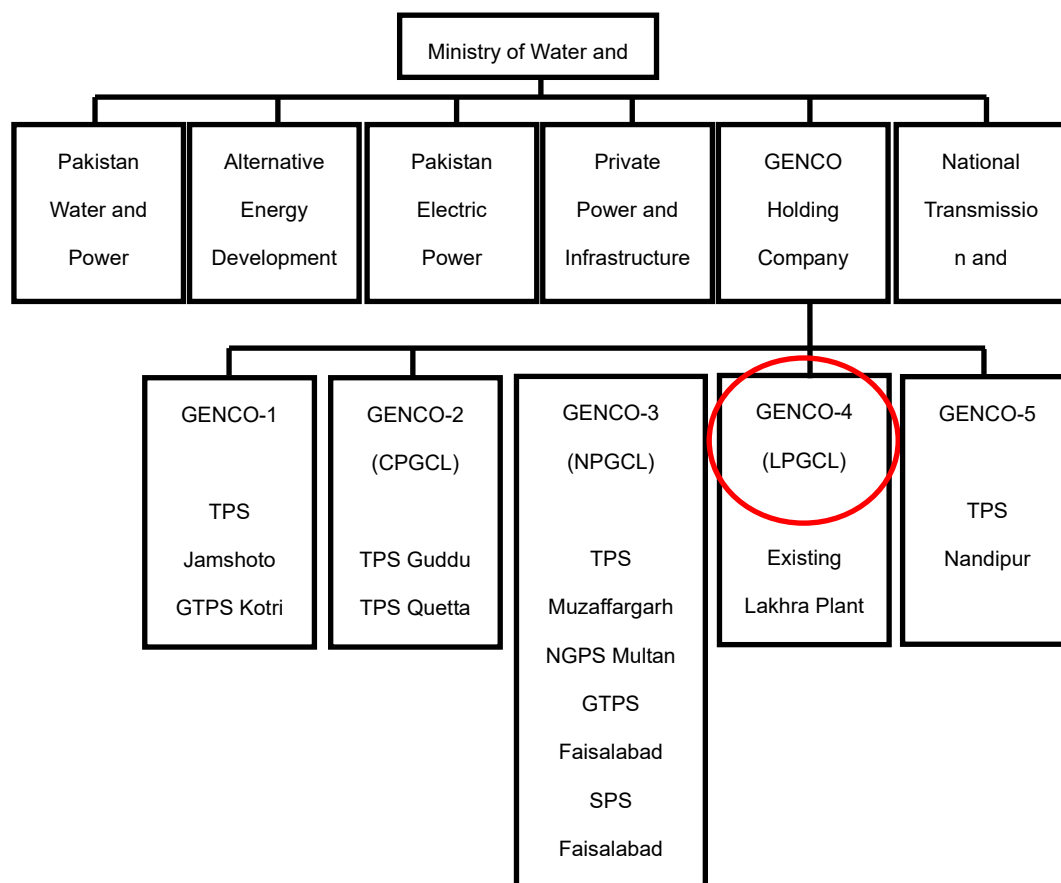 Ministry of Water and
Pakistan
Water and
Power
Alternative
Energy
Development
Pakistan
Electric
Power
Private
Power and
Infrastructure
GENCO
Holding
Company
National
Transmissio
n and
GENCO-1
TPS
Jamshoto
GTPS Kotri
GENCO-2
(CPGCL)
TPS Guddu
TPS Quetta
GENCO-3
(NPGCL)
TPS
Muzaffargarh
NGPS Multan
GTPS
Faisalabad
SPS
Faisalabad
GENCO-4
(LPGCL)
Existing
Lakhra Plant
GENCO-5
TPS
Nandipur